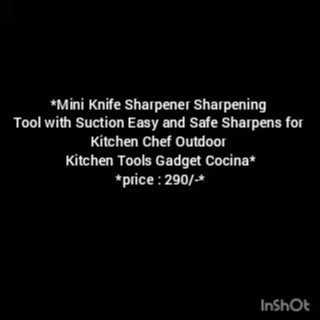 *Mini Knife Sharpener Sharpening
Tool with Suction Easy and Safe Sharpens for
Kitchen Chef Outdoor
Kitchen Tools Gadget Cocina*
*price : 290/-*
InShOt